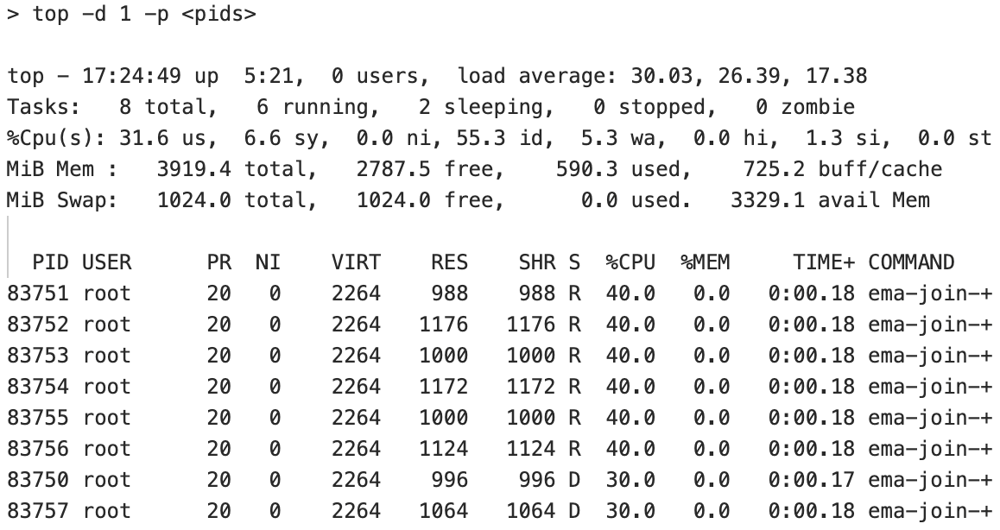 > top -d 1 -p <pids>
top - 17:24:49 up  5:21,  0 users,  load average: 30.03, 26.39, 17.38
Tasks:   8 total,   6 running,   2 sleeping,   0 stopped,   0 zombie
%Cpu(s): 31.6 us,  6.6 sy,  0.0 ni, 55.3 id,  5.3 wa,  0.0 hi,  1.3 si,  0.0 st
MiB Mem :   3919.4 total,   2787.5 free,    590.3 used,    725.2 buff/cache
MiB Swap:   1024.0 total,   1024.0 free,      0.0 used.   3329.1 avail Mem
  PID USER      PR  NI    VIRT    RES    SHR S  %CPU  %MEM     TIME+ COMMAND
83751 root      20   0    2264    988    988 R  40.0   0.0   0:00.18 ema-join-+
83752 root      20   0    2264   1176   1176 R  40.0   0.0   0:00.18 ema-join-+
83753 root      20   0    2264   1000   1000 R  40.0   0.0   0:00.18 ema-join-+
83754 root      20   0    2264   1172   1172 R  40.0   0.0   0:00.18 ema-join-+
83755 root      20   0    2264   1000   1000 R  40.0   0.0   0:00.18 ema-join-+
83756 root      20   0    2264   1124   1124 R  40.0   0.0   0:00.18 ema-join-+
83750 root      20   0    2264    996    996 D  30.0   0.0   0:00.17 ema-join-+
83757 root      20   0    2264   1064   1064 D  30.0   0.0   0:00.18 ema-join-+